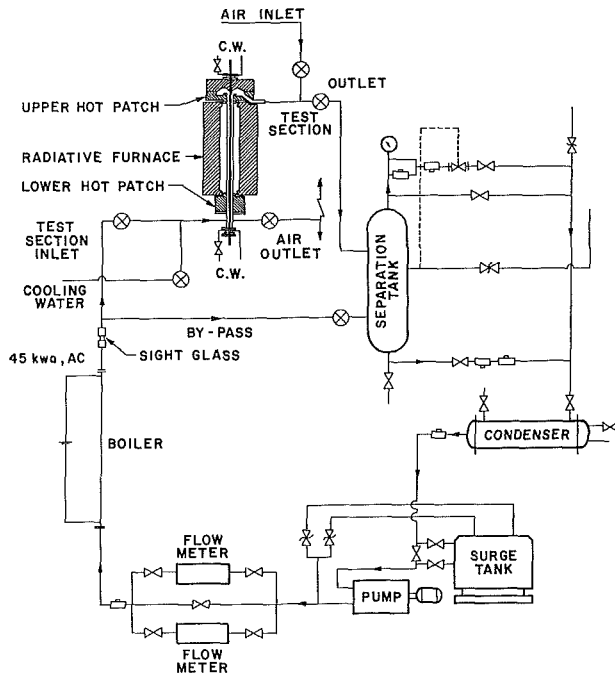 AIR INLET
C.W.
OUTLET
UPPER HOT PATCH
TEST
SECTION
RADIATIVE FURNACE
LOWER HOT PATCH
TEST
SECTION
INLET
AIR
OUTLET
COOLING
WATER
C.W.
SEPARATION
TANK
BY-PASS
SIGHT GLASS
45 kwa, AC
BOILER
CONDENSER
FLOW
METER
SURGE
TANK
PUMP
FLOW
METER